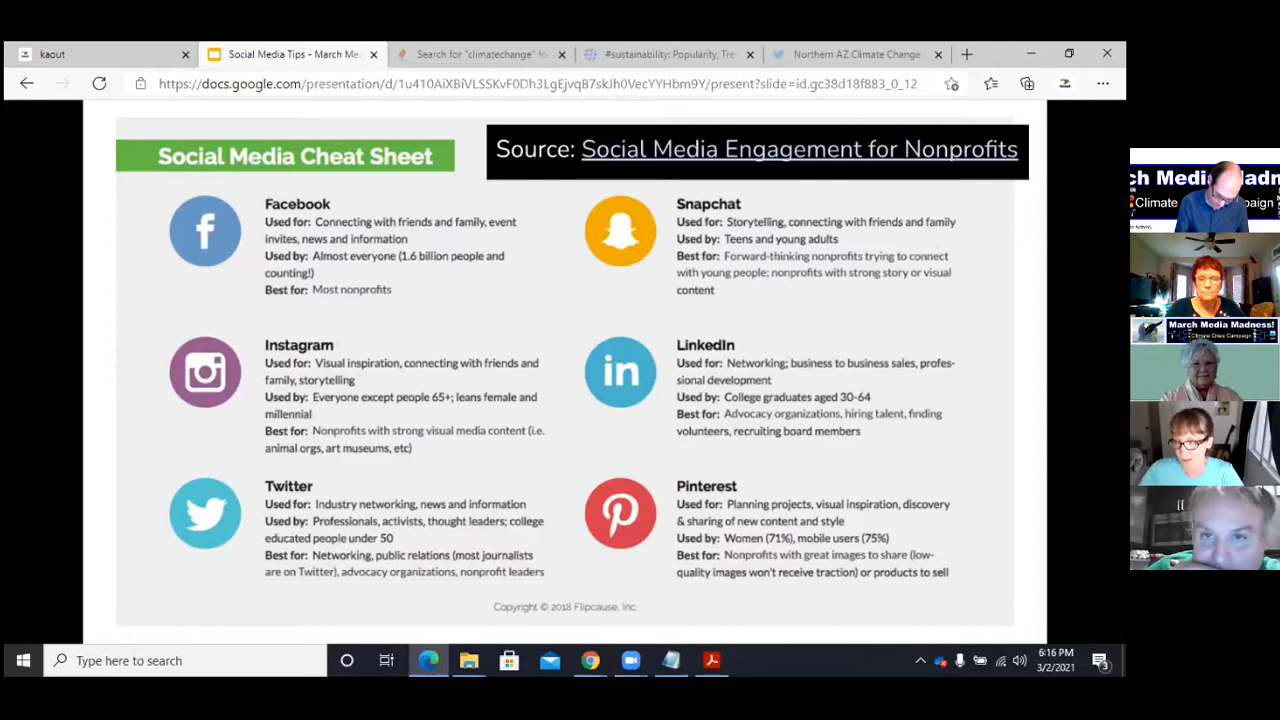 kaout
Social Media Tips - March Me
Search for "climatechange" fo
#sustainability: Popularity, Tre
Northern AZ Climate Change
https://docs.google.com/presentation/d/1u410AiXBiVLSSKvF0Dh3LgEjvqB7skJh0VecYYHbm9Y/present?slide=id.gc38d18f883_0_12
Social Media Cheat Sheet
Source: Social Media Engagement for Nonprofits
Facebook
Used for: Connecting with friends and family, event
invites, news and information
Used by: Almost everyone (1.6 billion people and
counting!)
Best for: Most nonprofits
Snapchat
Used for: Storytelling, connecting with friends and family
Used by: Teens and young adults
Best for: Forward-thinking nonprofits trying to connect
with young people; nonprofits with strong story or visual
content
Instagram
Used for: Visual inspiration, connecting with friends and
family, storytelling
Used by: Everyone except people 65+; leans female and
millennial
Best for: Nonprofits with strong visual media content (i.e.
animal orgs, art museums, etc)
LinkedIn
Used for: Networking; business to business sales, profes-
sional development
Used by: College graduates aged 30-64
Best for: Advocacy organizations, hiring talent, finding
volunteers, recruiting board members
Twitter
Used for: Industry networking, news and information
Used by: Professionals, activists, thought leaders; college
educated people under 50
Best for: Networking, public relations (most journalists
are on Twitter), advocacy organizations, nonprofit leaders
Pinterest
Used for: Planning projects, visual inspiration, discovery
& sharing of new content and style
Used by: Women (71%), mobile users (75%)
Best for: Nonprofits with great images to share (low-
quality images won't receive traction) or products to sell
Copyright © 2018 Flipcause, Inc.
Type here to search
6:16 PM
3/2/2021
3
rch Media Madn
Climate Campaign
March Media Madness!
Climate Crisis Campaign